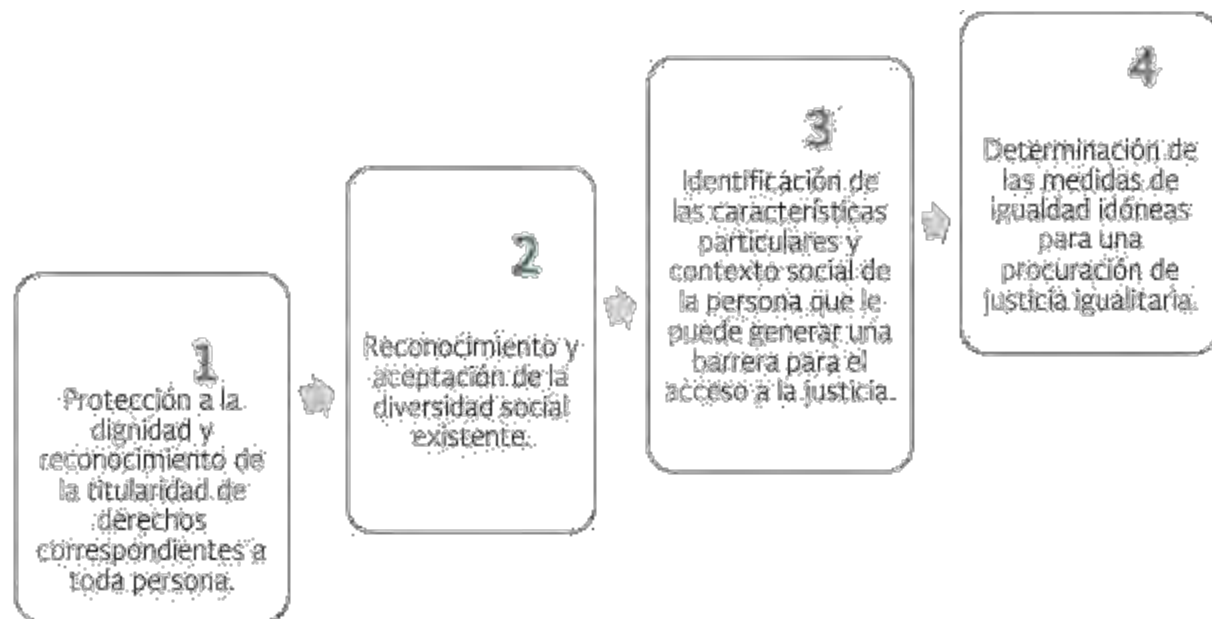 1
Protección a la
dignidad y
reconocimiento de
la titularidad de
derechos
correspondientes a
toda persona.
2
Reconocimiento y
aceptación de la
diversidad social
existente.
3
Identificación de
las características
particulares y
contexto social de
la persona que le
puede generar una
barrera para el
acceso a la justicia.
4
Determinación de
las medidas de
igualdad idóneas
para una
procuración de
justicia igualitaria.